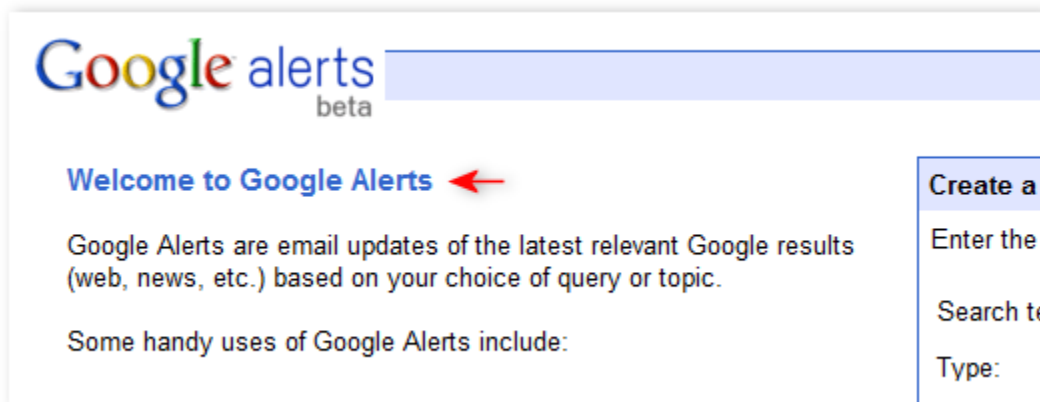 Google alerts
beta
Welcome to Google Alerts
Google Alerts are email updates of the latest relevant Google results
(web, news, etc.) based on your choice of query or topic.
Some handy uses of Google Alerts include:
Create a
Enter the
Search te
Type: